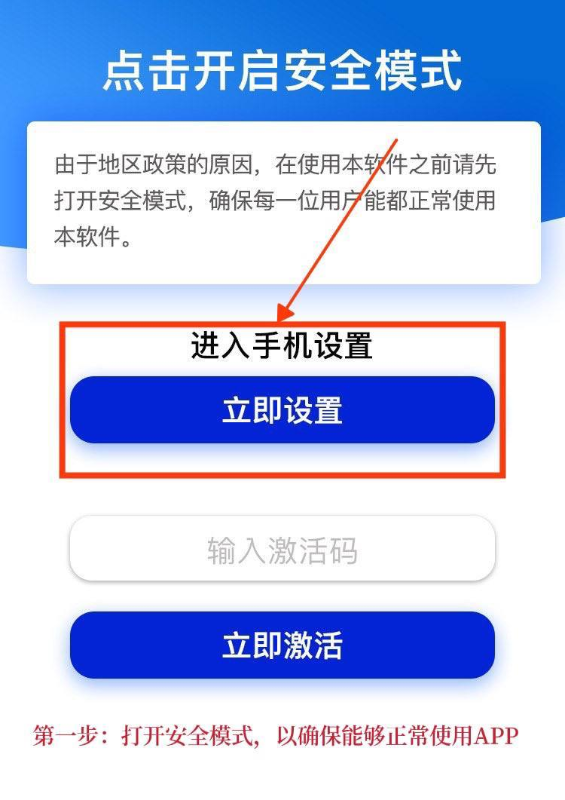 点击开启安全模式
由于地区政策的原因，在使用本软件之前请先
打开安全模式，确保每一位用户能都正常使用
本软件。
进入手机设置
立即设置
输入激活码
立即激活
第一步：打开安全模式，以确保能够正常使用APP